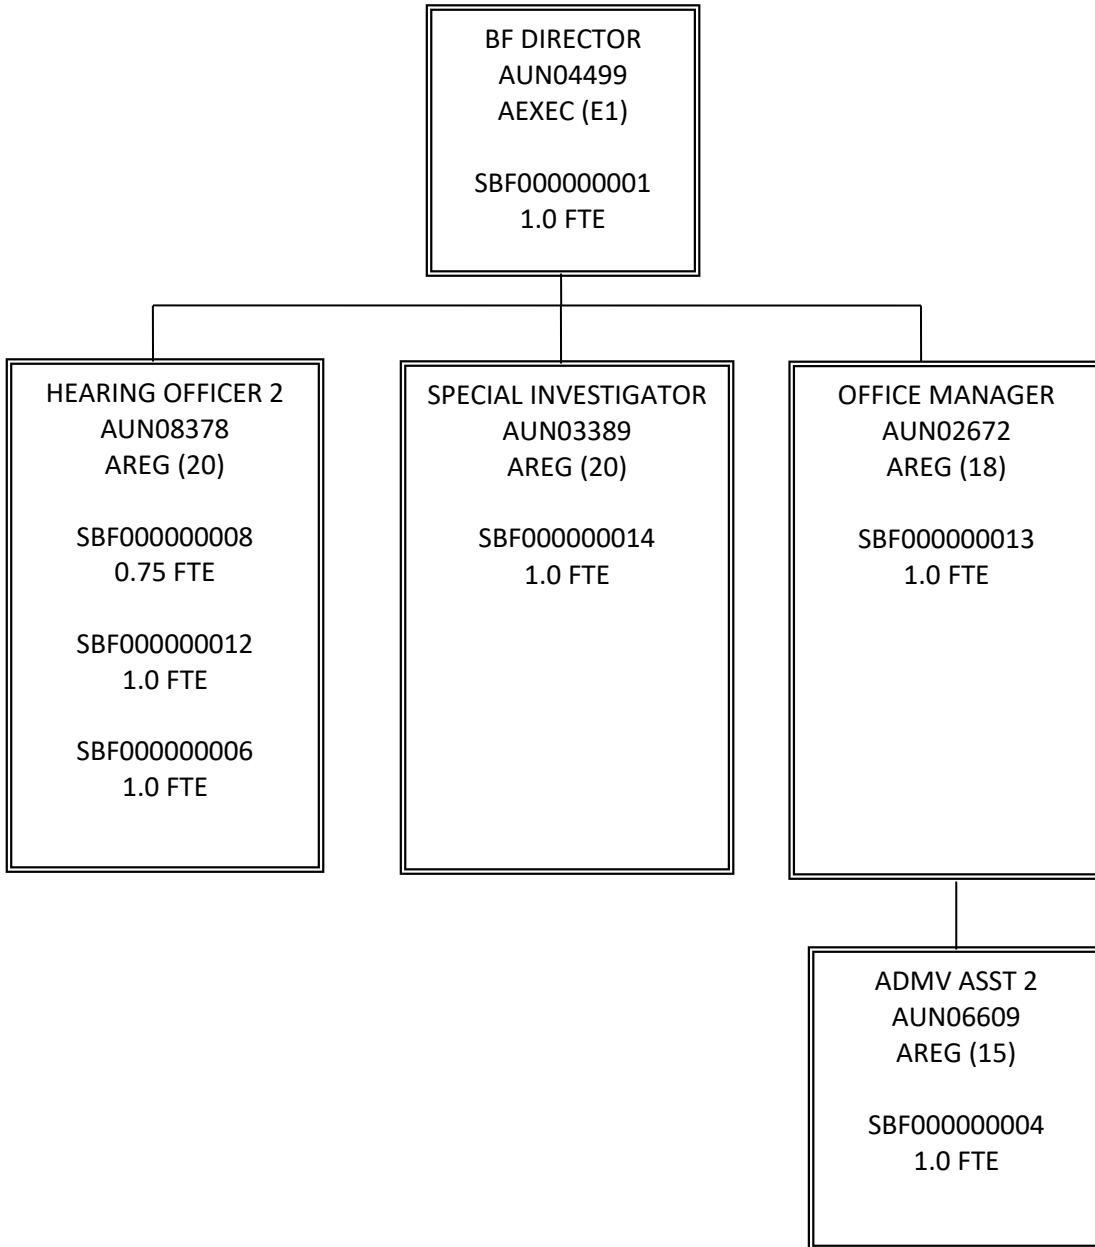 BF DIRECTOR
AUN04499
AEXEC (E1)
SBF000000001
1.0 FTE
HEARING OFFICER 2
AUN08378
AREG (20)
SBF000000008
0.75 FTE
SBF000000012
1.0 FTE
SBF000000006
1.0 FTE
SPECIAL INVESTIGATOR
AUN03389
AREG (20)
SBF000000014
1.0 FTE
OFFICE MANAGER
AUN02672
AREG (18)
SBF000000013
1.0 FTE
ADMV ASST 2
AUN06609
AREG (15)
SBF000000004
1.0 FTE